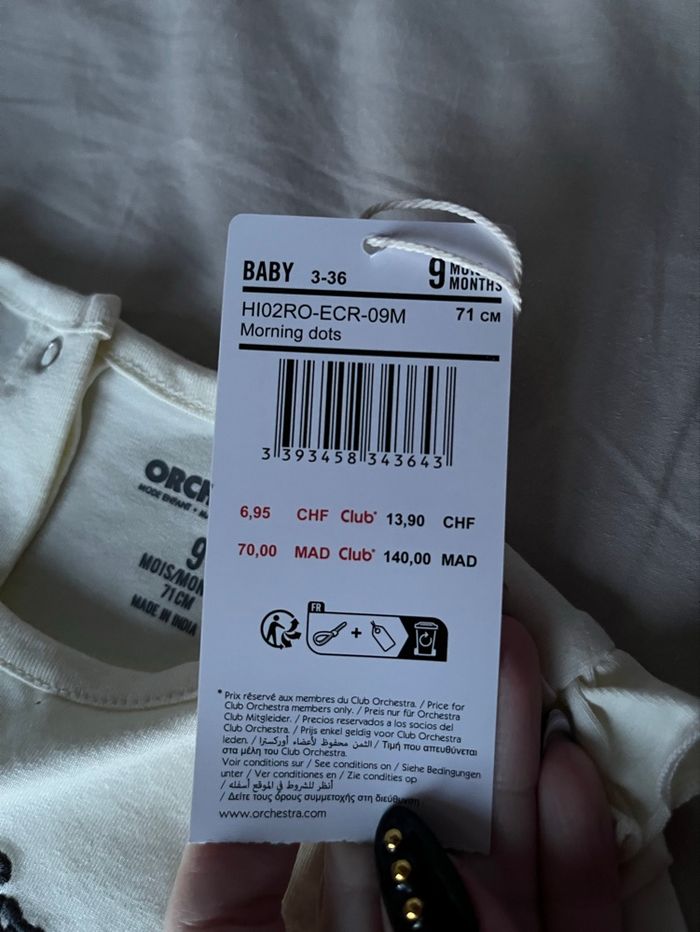 BABY 3-36 9 MOIS
MONTHS
HI02RO-ECR-09M 71 CM
Morning dots
3 393458 343643
6,95 CHF Club* 13,90 CHF
70,00 MAD Club* 140,00 MAD
FR
+
* Prix réservé aux membres du Club Orchestra. / Price for
Club Orchestra members only. / Preis nur für Orchestra
Club Mitglieder. / Precios reservados a los socios del
Club Orchestra. / Prijs enkel geldig voor Club Orchestra
leden. / الثمن محفوظ لأعضاء أوركسترا / Τιμή που απευθύνεται
στα μέλη του Club Orchestra.
Voir conditions sur / See conditions on / Siehe Bedingungen
unter / Ver condiciones en / Zie condities op
/ أنظر للشروط في الموقع أسفله
/ Δείτε τους όρους συμμετοχής στη διεύθυνση
www.orchestra.com
ORCH
MODE ENFANT •
9
MOIS/MON
71 CM
MADE IN INDIA